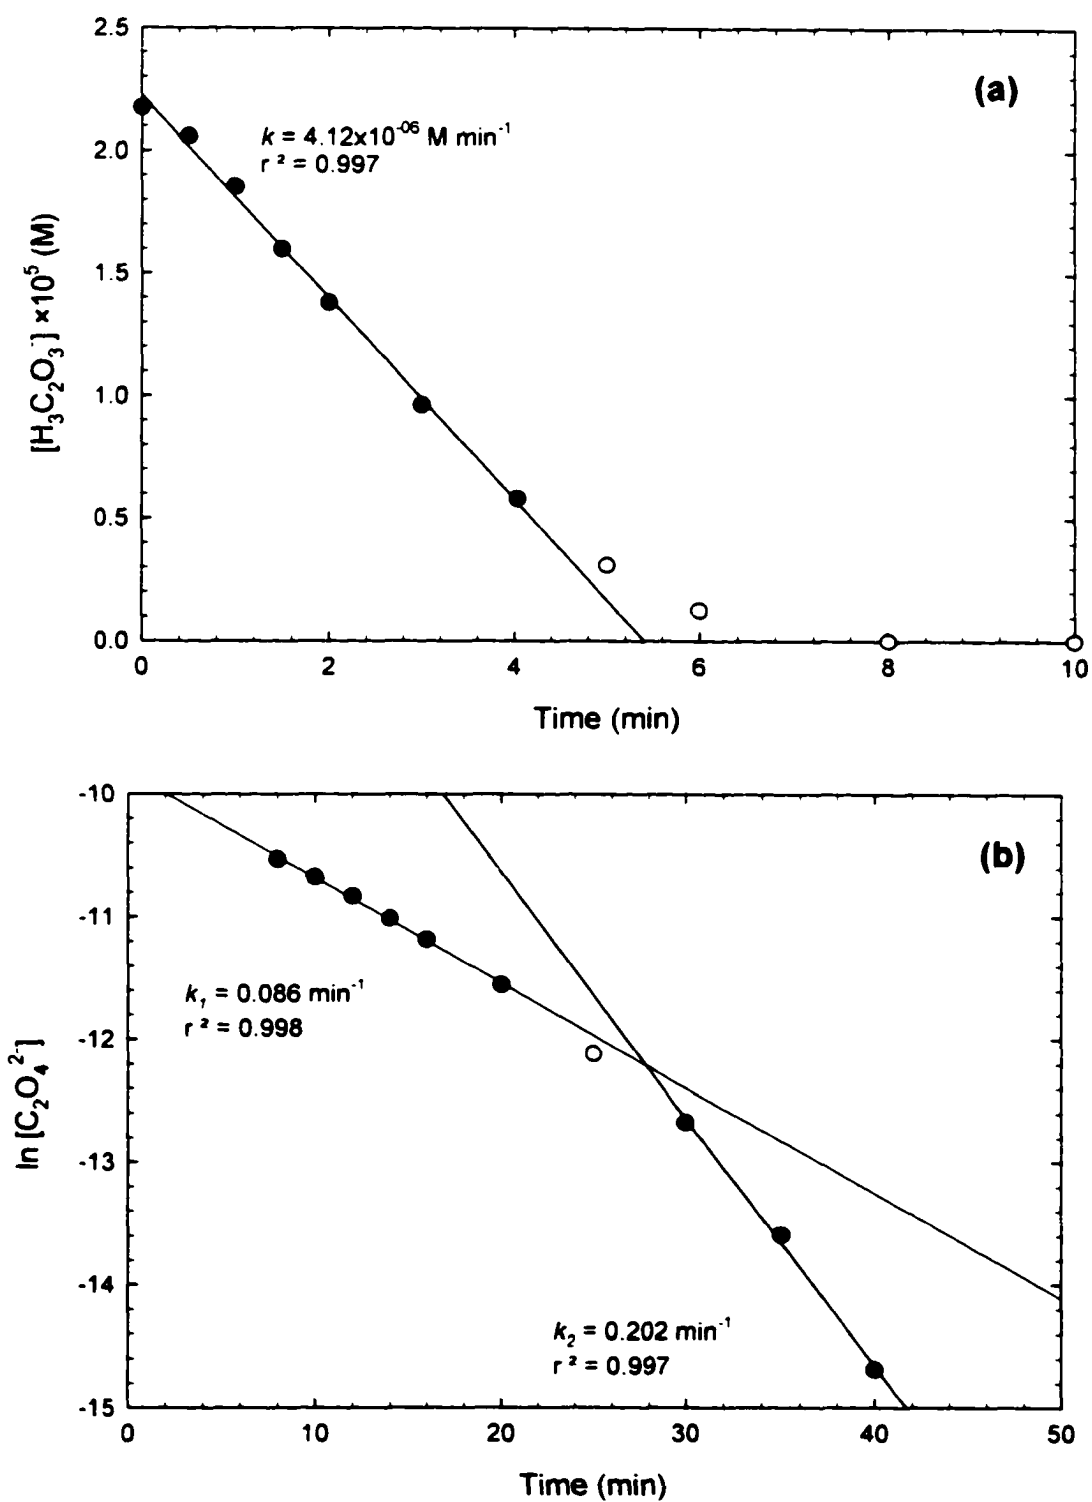 (a)
k = 4.12x10⁻⁰⁶ M min⁻¹
r ² = 0.997
[H₃C₂O₃⁻] ×10⁵ (M)
2.5
2.0
1.5
1.0
0.5
0.0
0 2 4 6 8 10
Time (min)
(b)
k₁ = 0.086 min⁻¹
r ² = 0.998
k₂ = 0.202 min⁻¹
r ² = 0.997
ln [C₂O₄²⁻]
-10
-11
-12
-13
-14
-15
0 10 20 30 40 50
Time (min)